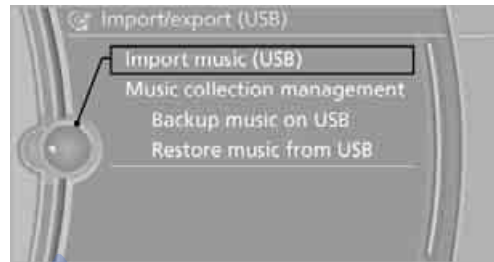 Import/export (USB)
Import music (USB)
Music collection management
Backup music on USB
Restore music from USB